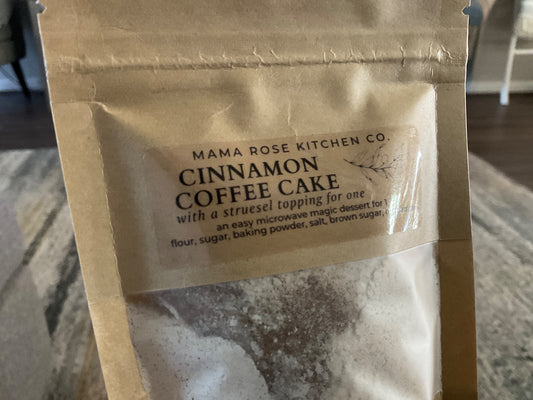 MAMA ROSE KITCHEN CO.
CINNAMON
COFFEE CAKE
with a struesel topping for one
an easy microwave magic dessert for 1
flour, sugar, baking powder, salt, brown sugar,